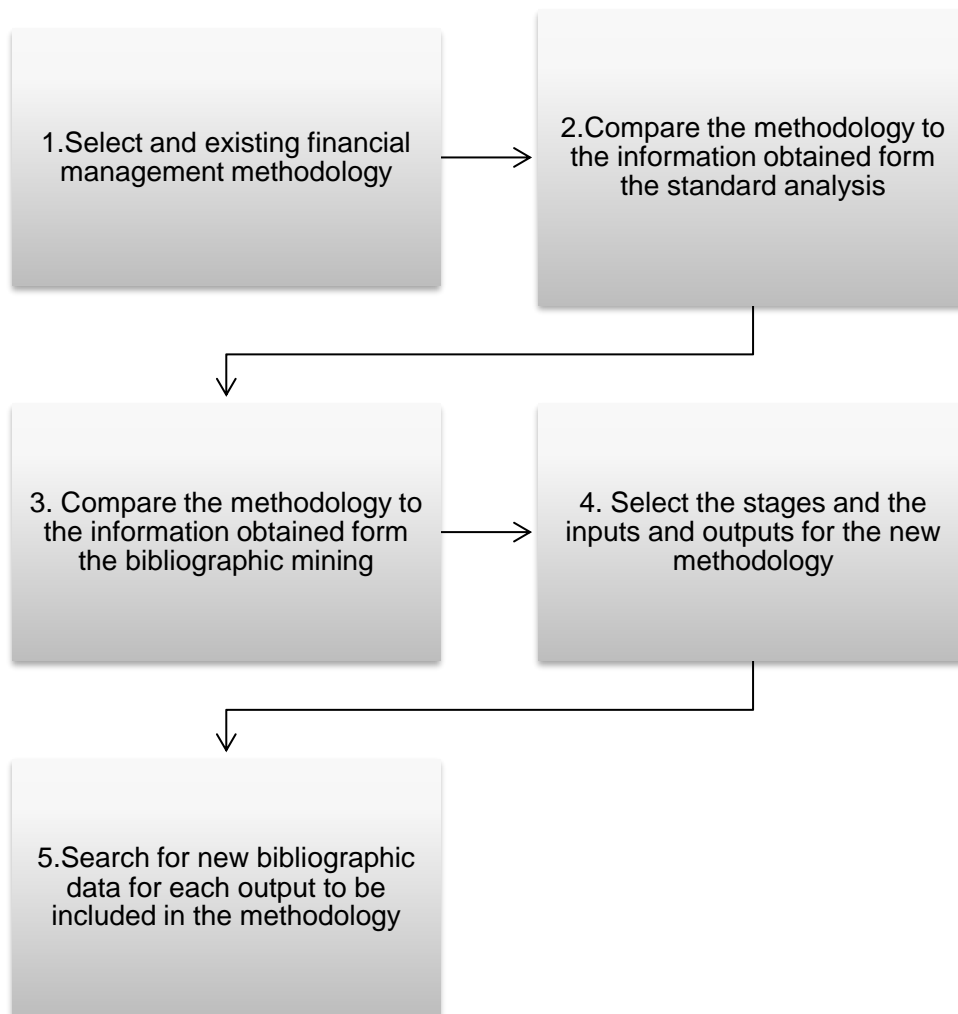 1.Select and existing financial
management methodology
2.Compare the methodology to
the information obtained form
the standard analysis
3. Compare the methodology to
the information obtained form
the bibliographic mining
4. Select the stages and the
inputs and outputs for the new
methodology
5.Search for new bibliographic
data for each output to be
included in the methodology